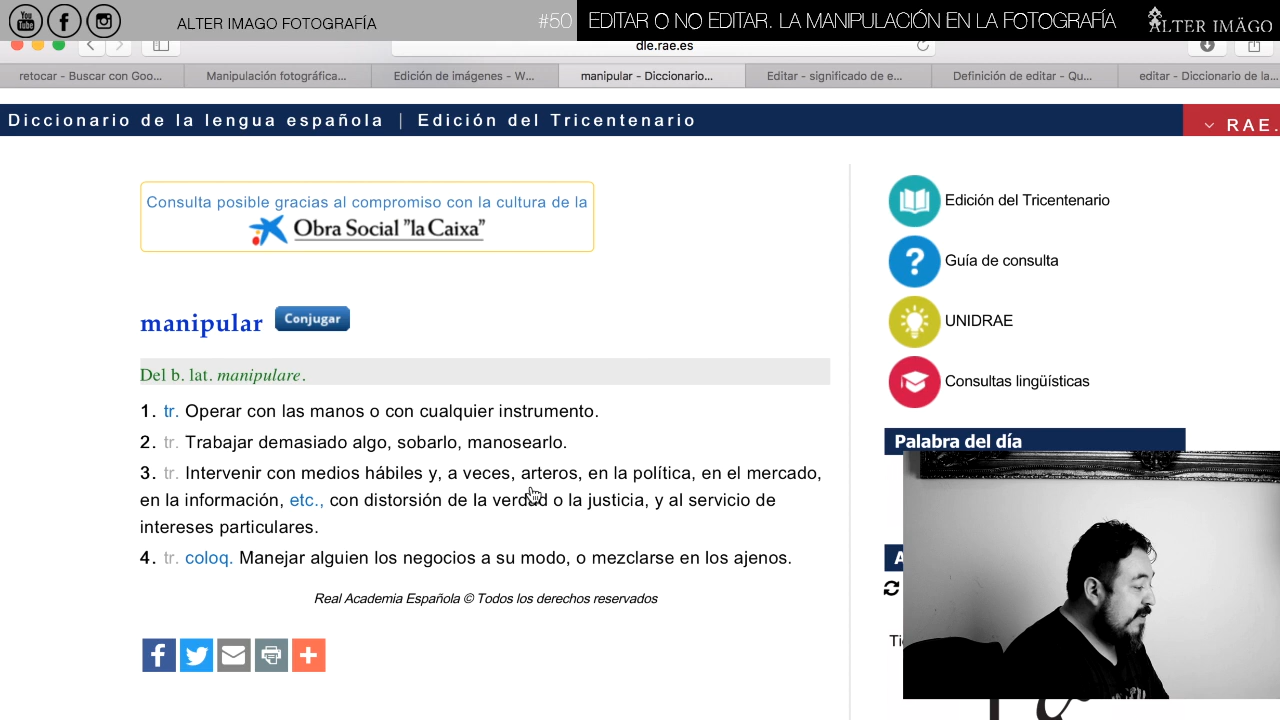 ALTER IMAGO FOTOGRAFÍA
#50 EDITAR O NO EDITAR. LA MANIPULACIÓN EN LA FOTOGRAFÍA
ALTER IMÄGO
You Tube
dle.rae.es
retocar - Buscar con Goo...
Manipulación fotográfica...
Edición de imágenes - W...
manipular - Diccionario...
Editar - significado de e...
Definición de editar - Qu...
editar - Diccionario de la...
Diccionario de la lengua española | Edición del Tricentenario
RAE.
Consulta posible gracias al compromiso con la cultura de la
Obra Social "la Caixa"
manipular Conjugar
Del b. lat. manipulare.
1. tr. Operar con las manos o con cualquier instrumento.
2. tr. Trabajar demasiado algo, sobarlo, manosearlo.
3. tr. Intervenir con medios hábiles y, a veces, arteros, en la política, en el mercado,
en la información, etc., con distorsión de la verdad o la justicia, y al servicio de
intereses particulares.
4. tr. coloq. Manejar alguien los negocios a su modo, o mezclarse en los ajenos.
Real Academia Española © Todos los derechos reservados
Edición del Tricentenario
Guía de consulta
UNIDRAE
Consultas lingüísticas
Palabra del día